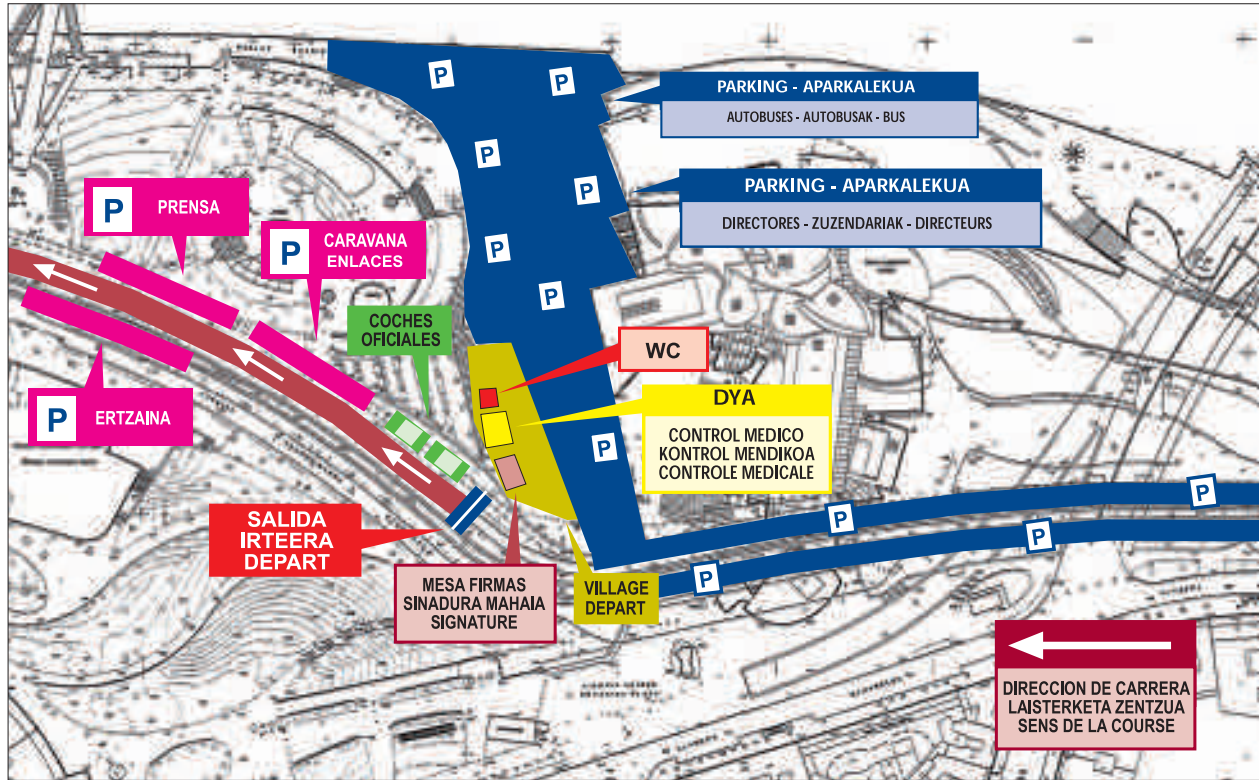 P
P
PARKING - APARKALEKUA
AUTOBUSES - AUTOBUSAK - BUS
P
P
PARKING - APARKALEKUA
DIRECTORES - ZUZENDARIAK - DIRECTEURS
P PRENSA
P CARAVANA
ENLACES
P
P
COCHES
OFICIALES
WC
DYA
CONTROL MEDICO
KONTROL MENDIKOA
CONTROLE MEDICALE
P ERTZAINA
P
P
P
P
P
SALIDA
IRTEERA
DEPART
MESA FIRMAS
SINADURA MAHAIA
SIGNATURE
VILLAGE
DEPART
DIRECCION DE CARRERA
LAISTERKETA ZENTZUA
SENS DE LA COURSE